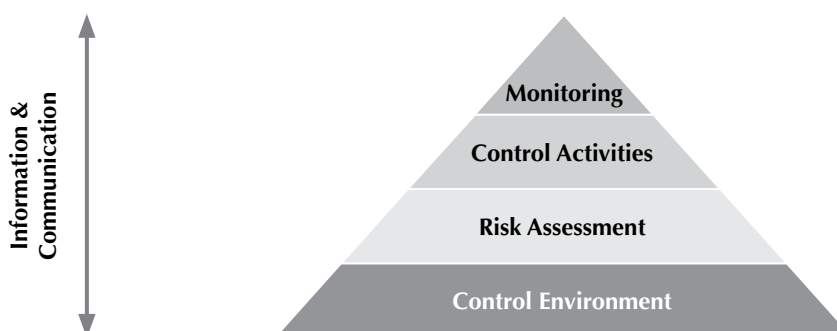 Information &
Communication
Monitoring
Control Activities
Risk Assessment
Control Environment